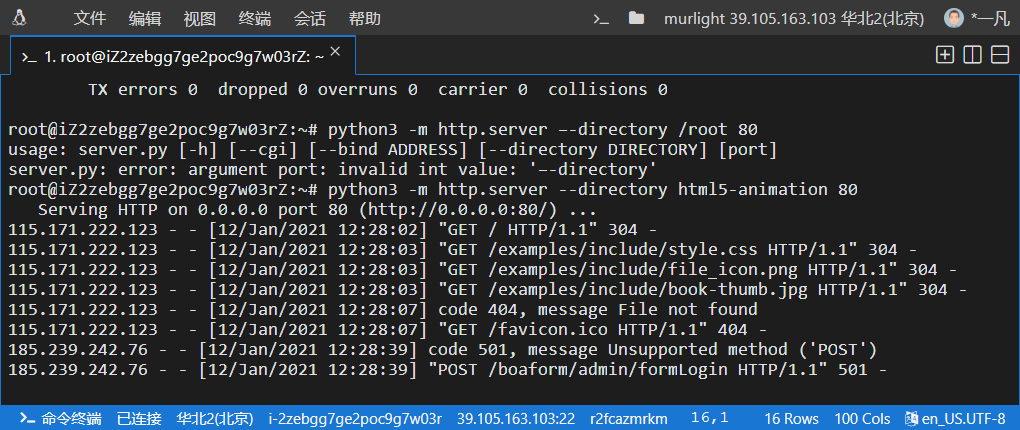 文件 编辑 视图 终端 会话 帮助 murlight 39.105.163.103 华北2(北京) *一凡
1. root@iZ2zebgg7ge2poc9g7w03rZ: ~
TX errors 0 dropped 0 overruns 0 carrier 0 collisions 0
root@iZ2zebgg7ge2poc9g7w03rZ:~# python3 -m http.server --directory /root 80
usage: server.py [-h] [--cgi] [--bind ADDRESS] [--directory DIRECTORY] [port]
server.py: error: argument port: invalid int value: '--directory'
root@iZ2zebgg7ge2poc9g7w03rZ:~# python3 -m http.server --directory html5-animation 80
Serving HTTP on 0.0.0.0 port 80 (http://0.0.0.0:80/) ...
115.171.222.123 - - [12/Jan/2021 12:28:02] "GET / HTTP/1.1" 304 -
115.171.222.123 - - [12/Jan/2021 12:28:03] "GET /examples/include/style.css HTTP/1.1" 304 -
115.171.222.123 - - [12/Jan/2021 12:28:03] "GET /examples/include/file_icon.png HTTP/1.1" 304 -
115.171.222.123 - - [12/Jan/2021 12:28:03] "GET /examples/include/book-thumb.jpg HTTP/1.1" 304 -
115.171.222.123 - - [12/Jan/2021 12:28:07] code 404, message File not found
115.171.222.123 - - [12/Jan/2021 12:28:07] "GET /favicon.ico HTTP/1.1" 404 -
185.239.242.76 - - [12/Jan/2021 12:28:39] code 501, message Unsupported method ('POST')
185.239.242.76 - - [12/Jan/2021 12:28:39] "POST /boaform/admin/formLogin HTTP/1.1" 501 -
命令终端 已连接 华北2(北京) i-2zebgg7ge2poc9g7w03r 39.105.163.103:22 r2fcazmrkm 16,1 16 Rows 100 Cols en_US.UTF-8